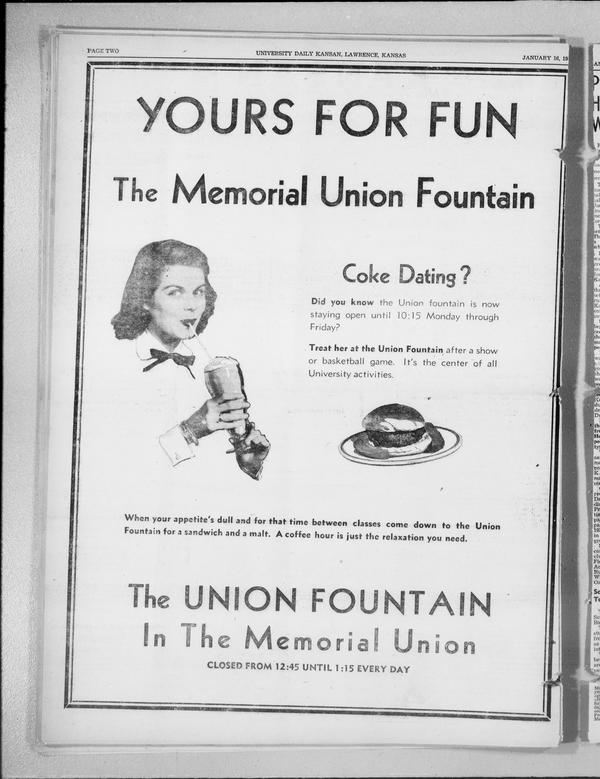 PAGE TWO
UNIVERSITY DAILY KANSAN, LAWRENCE, KANSAS
JANUARY 16, 19
YOURS FOR FUN
The Memorial Union Fountain
Coke Dating?
Did you know the Union fountain is now
staying open until 10:15 Monday through
Friday?
Treat her at the Union Fountain after a show
or basketball game. It's the center of all
University activities.
When your appetite's dull and for that time between classes come down to the Union
Fountain for a sandwich and a malt. A coffee hour is just the relaxation you need.
The UNION FOUNTAIN
In The Memorial Union
CLOSED FROM 12:45 UNTIL 1:15 EVERY DAY